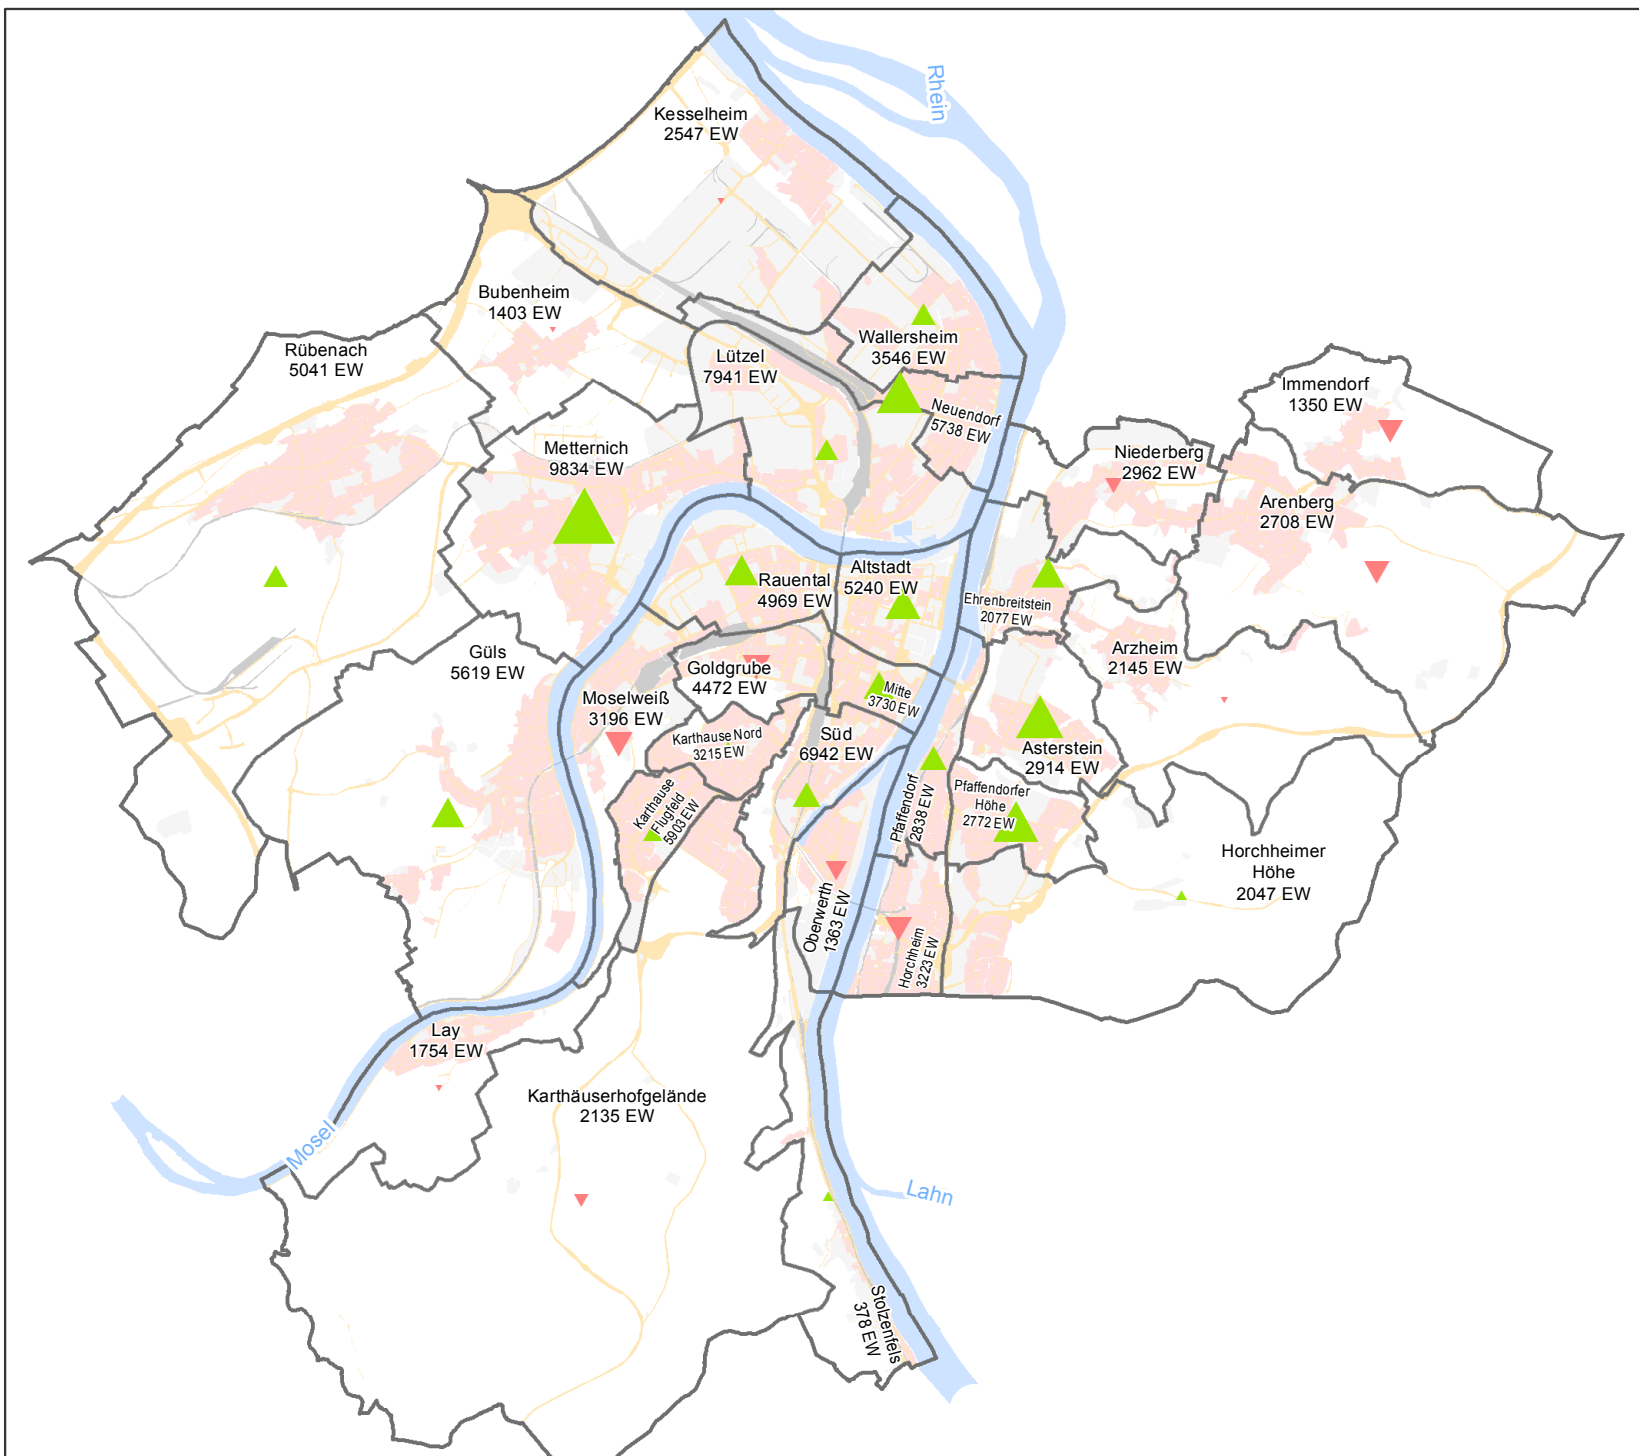 Rhein
Kesselheim
2547 EW
Bubenheim
1403 EW
Rübenach
5041 EW
Lützel
7941 EW
Wallersheim
3546 EW
Neuendorf
5738 EW
Immendorf
1350 EW
Niederberg
2962 EW
Arenberg
2708 EW
Metternich
9834 EW
Rauental
4969 EW
Altstadt
5240 EW
Ehrenbreitstein
2077 EW
Arzheim
2145 EW
Güls
5619 EW
Moselweiß
3196 EW
Goldgrube
4472 EW
Mitte
3730 EW
Karthause Nord
3215 EW
Süd
6942 EW
Asterstein
2914 EW
Karthause
Flugfeld
5903 EW
Pfaffendorf
2838 EW
Pfaffendorfer
Höhe
2772 EW
Horchheimer
Höhe
2047 EW
Oberwerth
1363 EW
Horchheim
3223 EW
Lay
1754 EW
Karthäuserhofgelände
2135 EW
Mosel
Lahn
Stolzenfels
378 EW